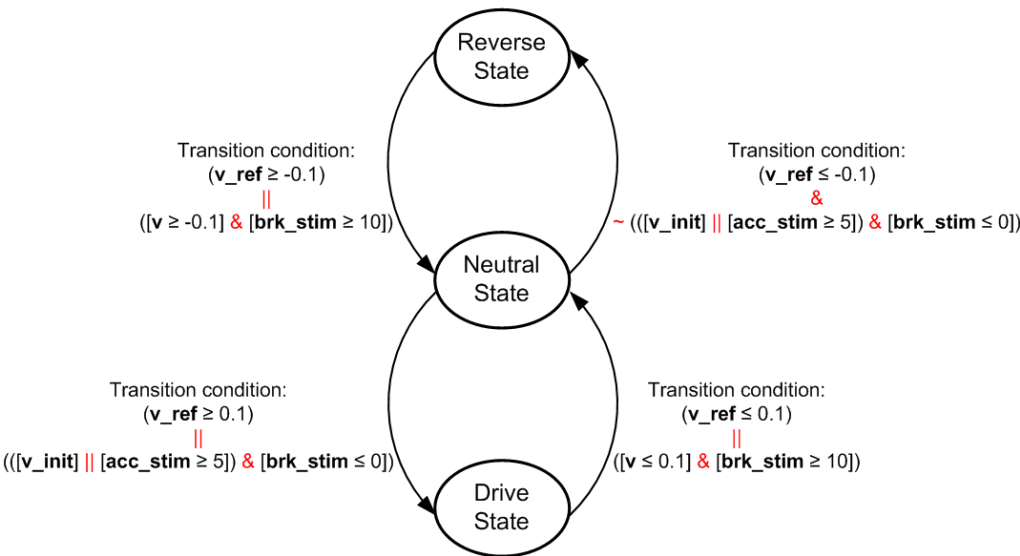 Reverse
State
Transition condition:
(v_ref ≥ -0.1)
||
([v ≥ -0.1] & [brk_stim ≥ 10])
Transition condition:
(v_ref ≤ -0.1)
&
~ (([v_init] || [acc_stim ≥ 5]) & [brk_stim ≤ 0])
Neutral
State
Transition condition:
(v_ref ≥ 0.1)
||
(([v_init] || [acc_stim ≥ 5]) & [brk_stim ≤ 0])
Transition condition:
(v_ref ≤ 0.1)
||
([v ≤ 0.1] & [brk_stim ≥ 10])
Drive
State